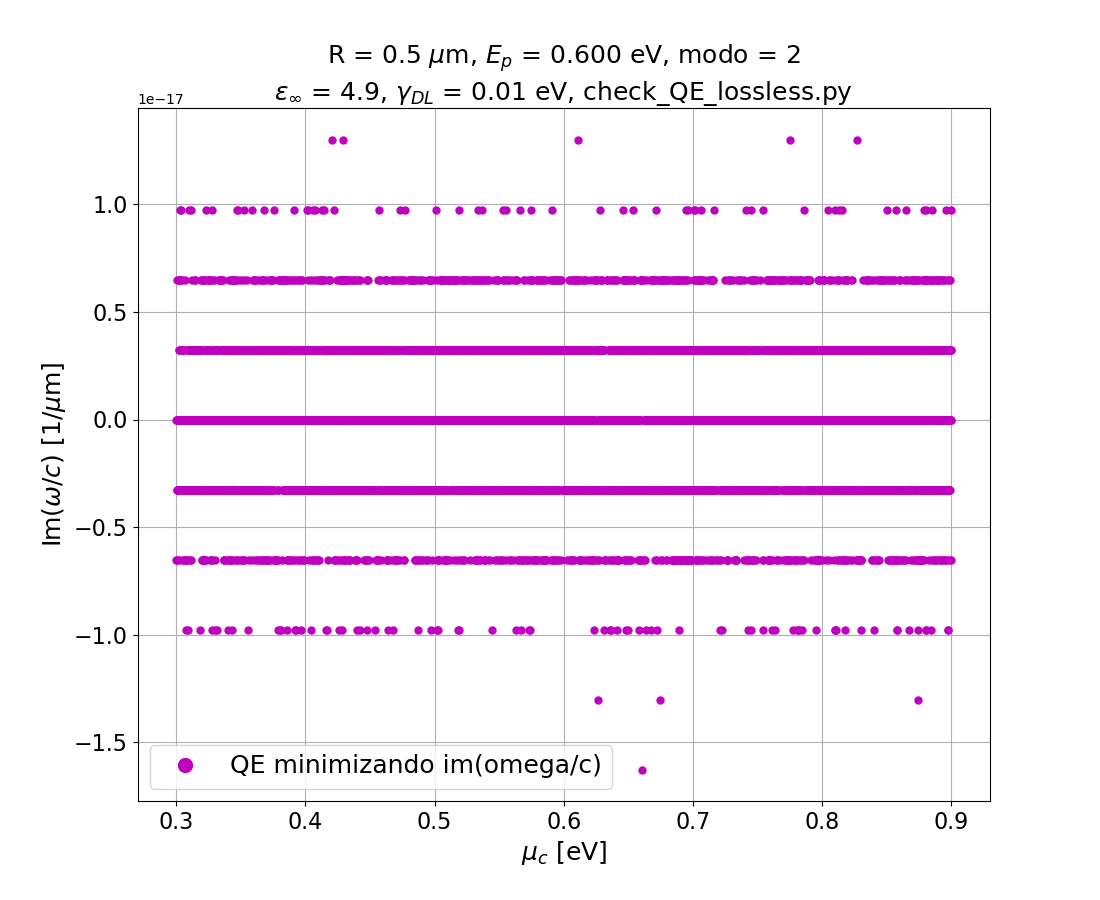 R = 0.5 μm, E_p = 0.600 eV, modo = 2
ε_∞ = 4.9, γ_DL = 0.01 eV, check_QE_lossless.py
1e−17
1.0
0.5
0.0
−0.5
−1.0
−1.5
Im(ω/c) [1/μm]
QE minimizando im(omega/c)
0.3 0.4 0.5 0.6 0.7 0.8 0.9
μ_c [eV]